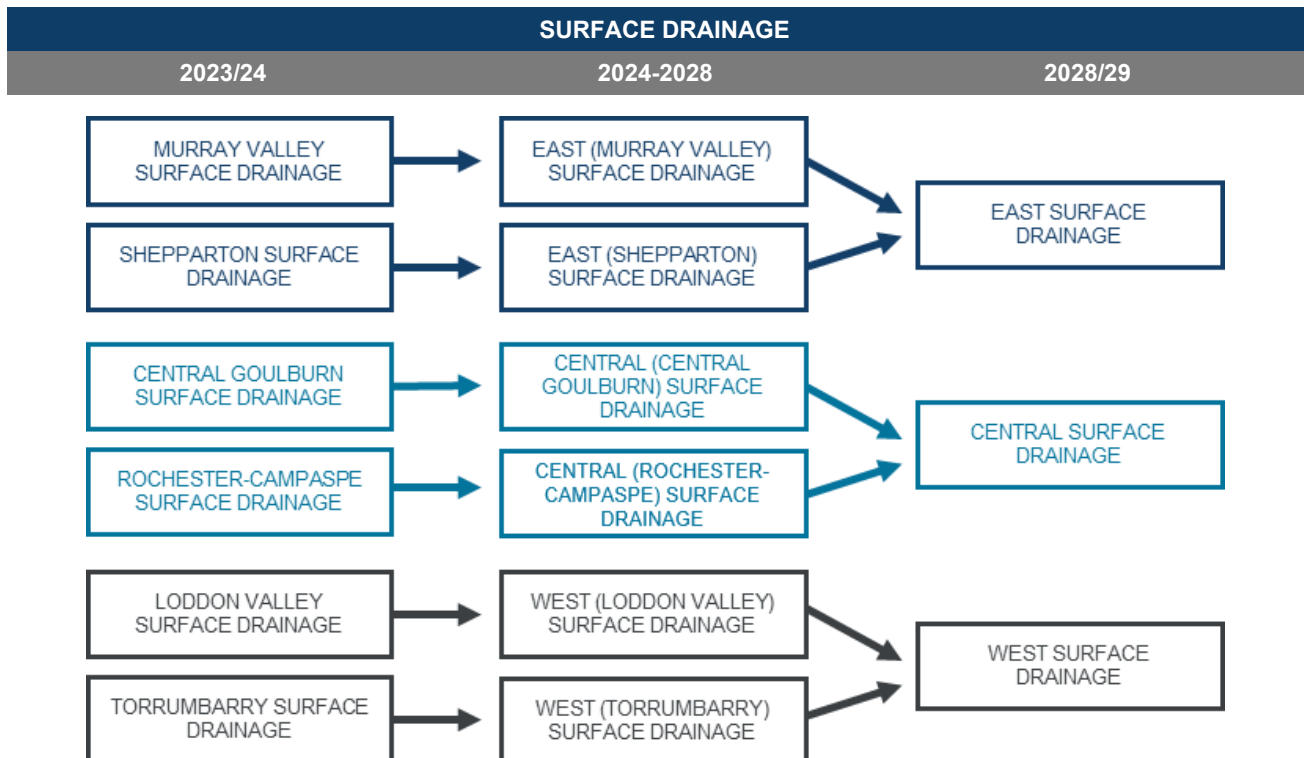 SURFACE DRAINAGE
2023/24
2024-2028
2028/29
MURRAY VALLEY
SURFACE DRAINAGE
EAST (MURRAY VALLEY)
SURFACE DRAINAGE
EAST SURFACE
DRAINAGE
SHEPPARTON SURFACE
DRAINAGE
EAST (SHEPPARTON)
SURFACE DRAINAGE
CENTRAL GOULBURN
SURFACE DRAINAGE
CENTRAL (CENTRAL
GOULBURN) SURFACE
DRAINAGE
CENTRAL SURFACE
DRAINAGE
ROCHESTER-CAMPASPE
SURFACE DRAINAGE
CENTRAL (ROCHESTER-
CAMPASPE) SURFACE
DRAINAGE
LODDON VALLEY
SURFACE DRAINAGE
WEST (LODDON VALLEY)
SURFACE DRAINAGE
WEST SURFACE
DRAINAGE
TORRUMBARRY SURFACE
DRAINAGE
WEST (TORRUMBARRY)
SURFACE DRAINAGE